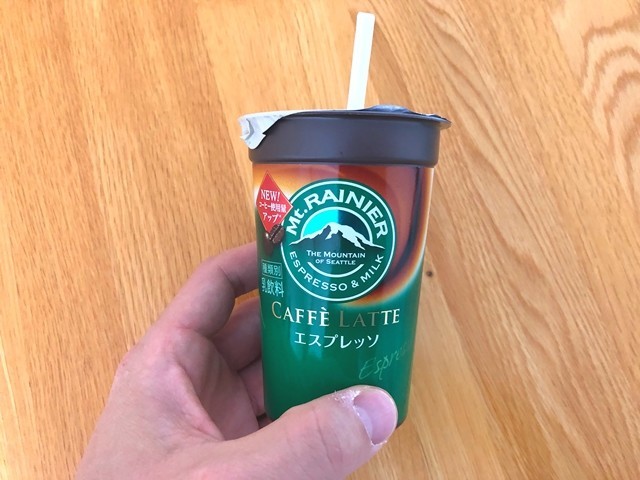 NEW!
コーヒー使用量
アップ※
Mt. RAINIER
THE MOUNTAIN
OF SEATTLE
ESPRESSO & MILK
種類別
乳飲料
CAFFÈ LATTE
エスプレッソ